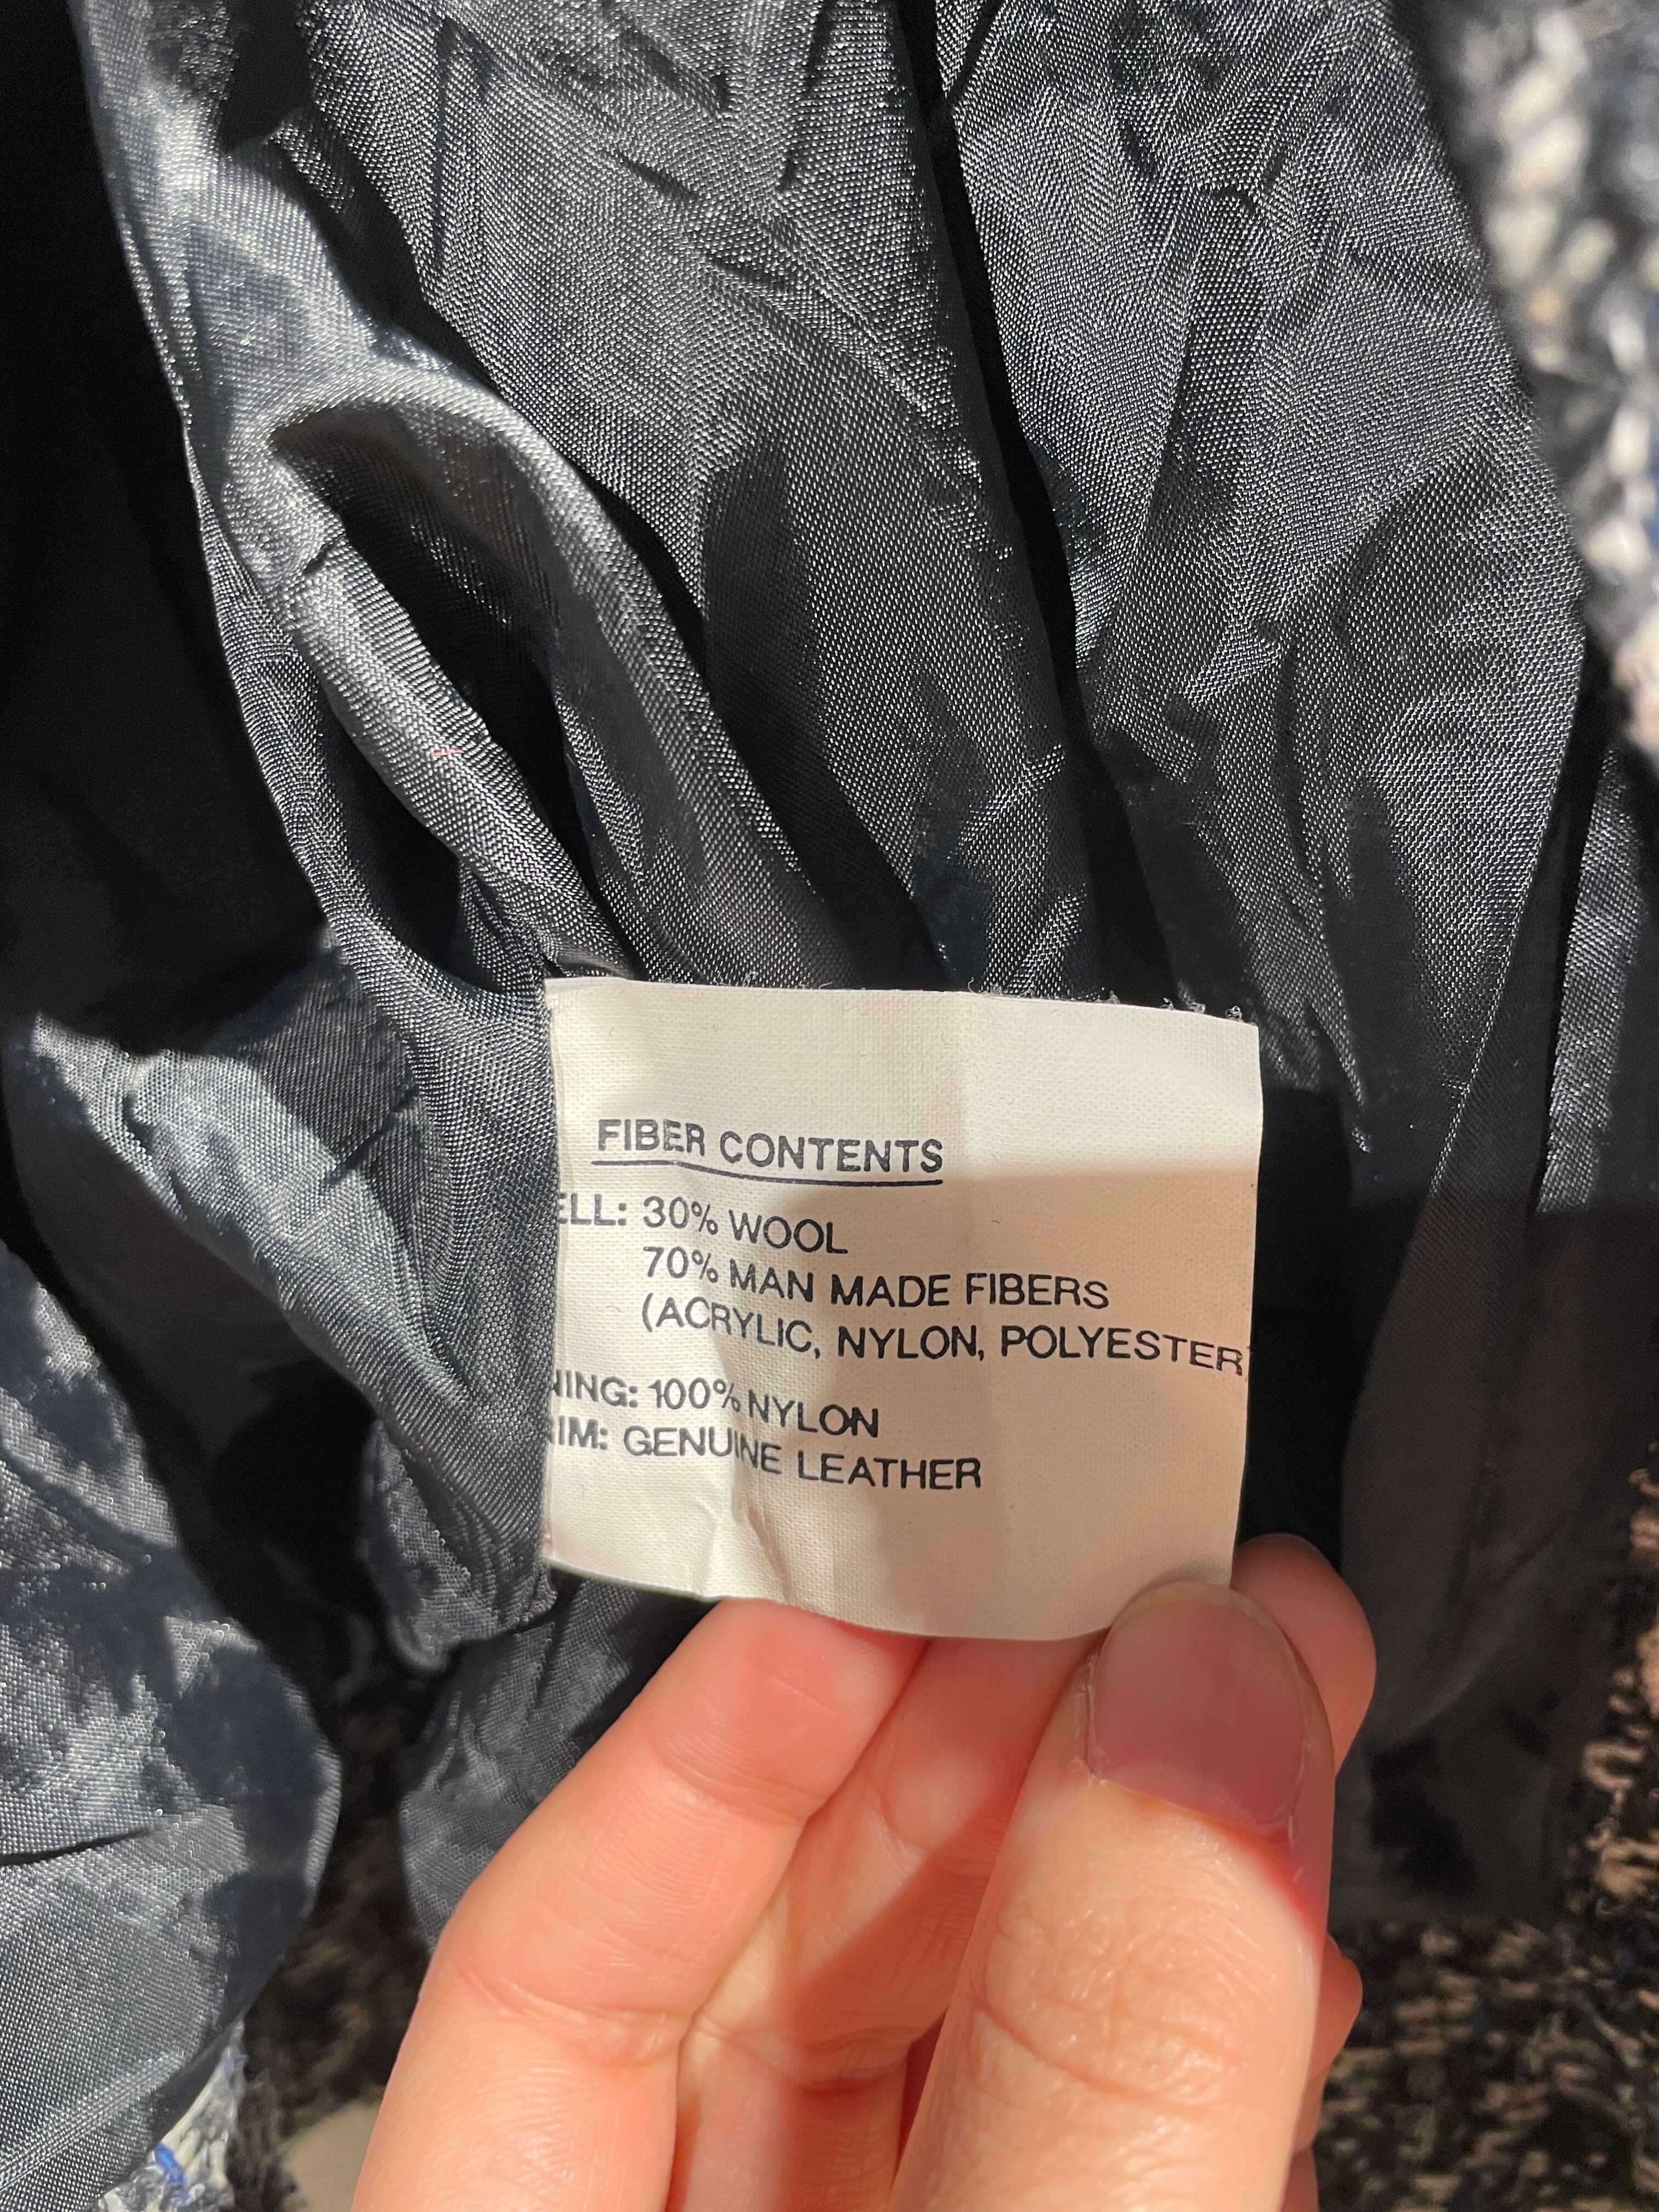 FIBER CONTENTS
ELL: 30% WOOL
70% MAN MADE FIBERS
(ACRYLIC, NYLON, POLYESTER)
NING: 100% NYLON
RIM: GENUINE LEATHER